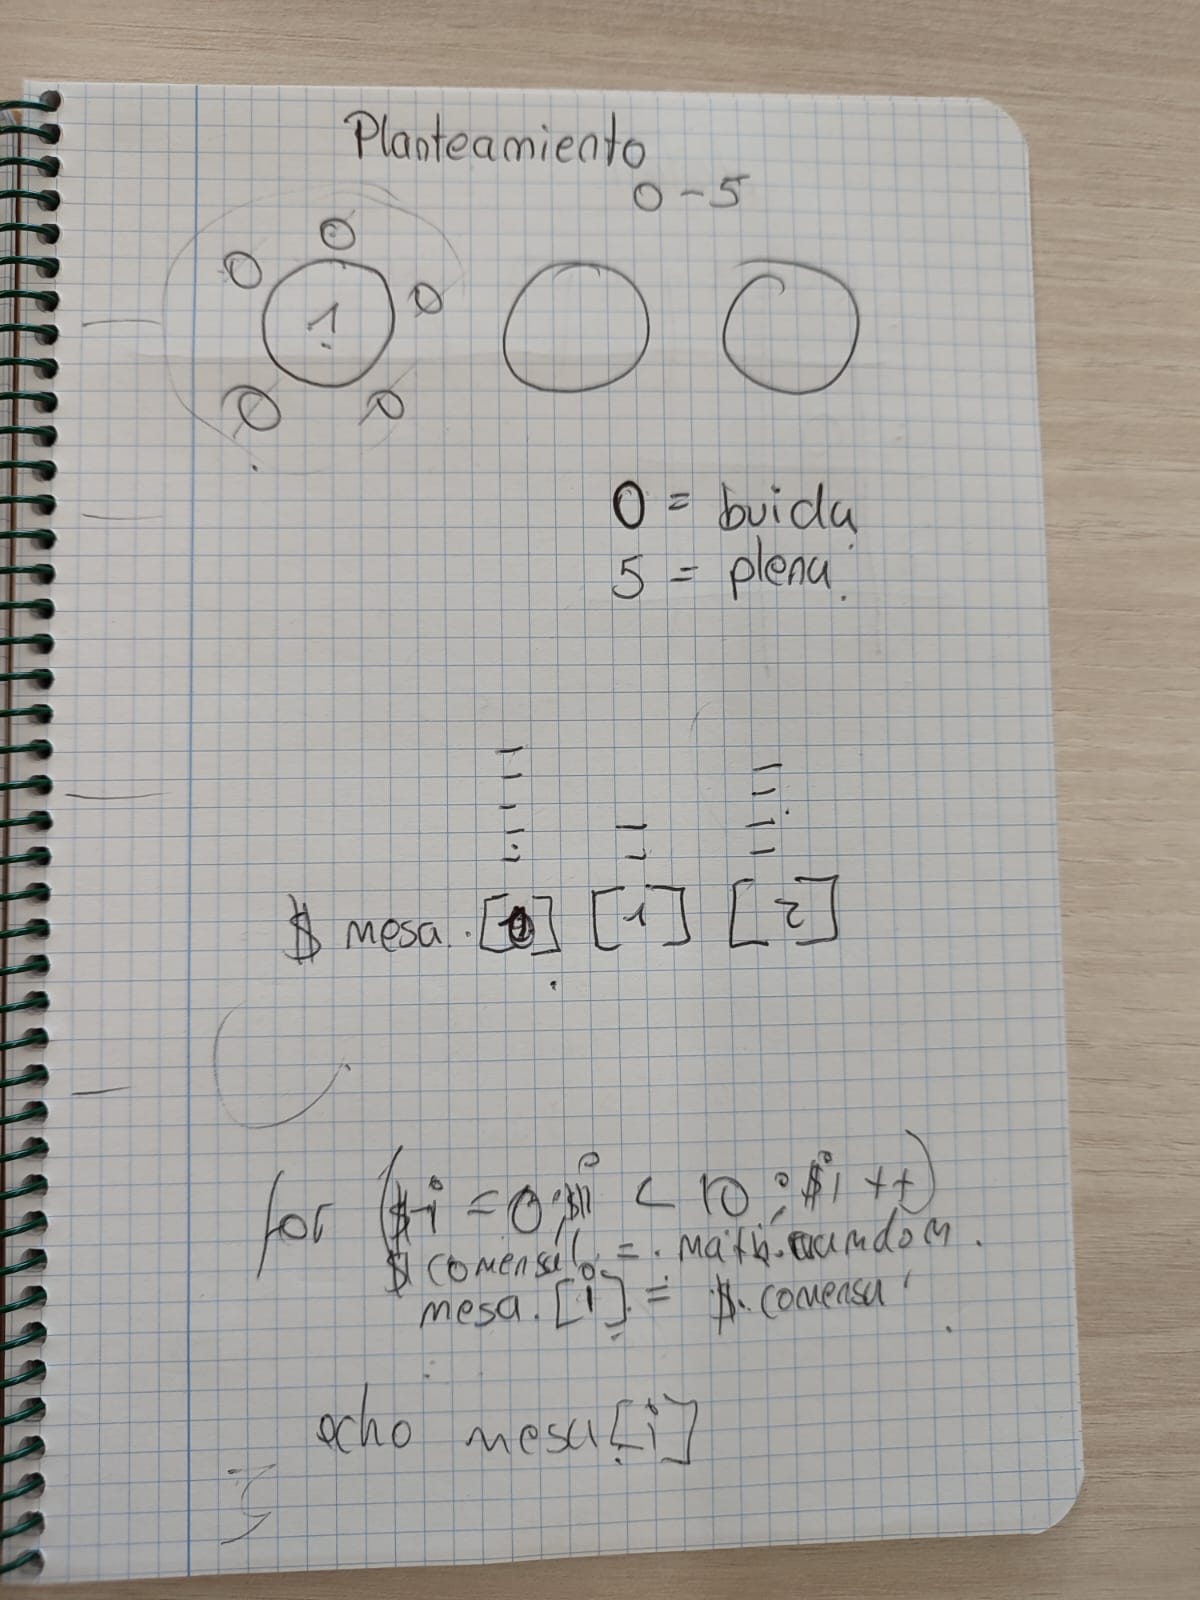 Planteamiento
0 - 5
1
0 = buida
5 = plena
$ mesa [0] [1] [2]
for ($i = 0; $i < 10; $i ++)
$ comensal = math.random
mesa. [i] = $. comensa
echo mesa[i]